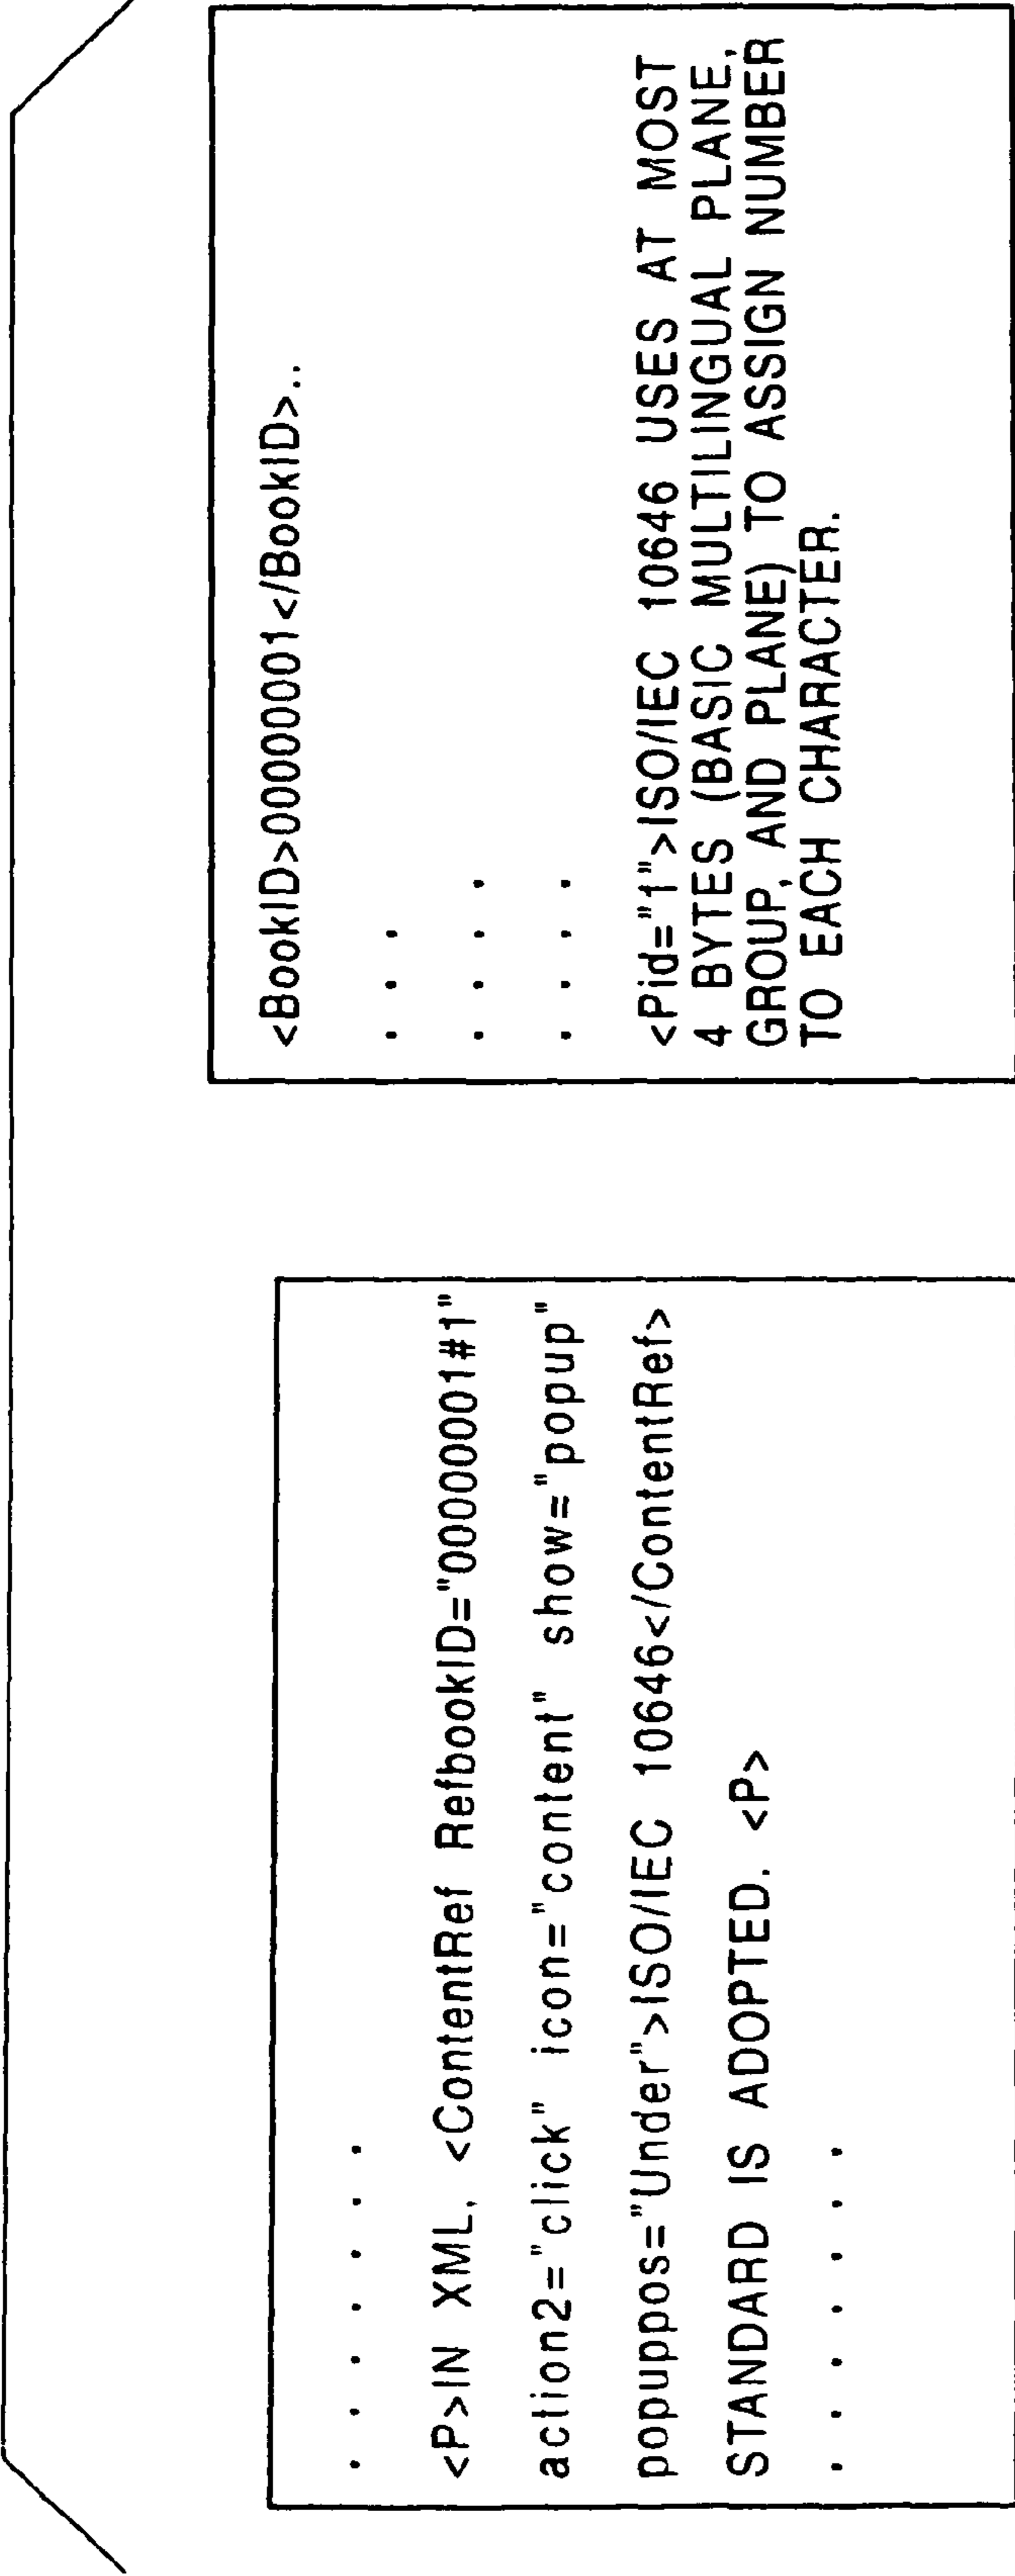 . . . . . . .
<P>IN XML, <ContentRef RefbookID="00000001#1"
action2="click" icon="content" show="popup"
popuppos="Under">ISO/IEC 10646</ContentRef>
STANDARD IS ADOPTED. <P>
. . . . . . .
<BookID>00000001</BookID>..
. . .
. . . .
. . . .
<Pid="1">ISO/IEC 10646 USES AT MOST
4 BYTES (BASIC MULTILINGUAL PLANE,
GROUP, AND PLANE) TO ASSIGN NUMBER
TO EACH CHARACTER.